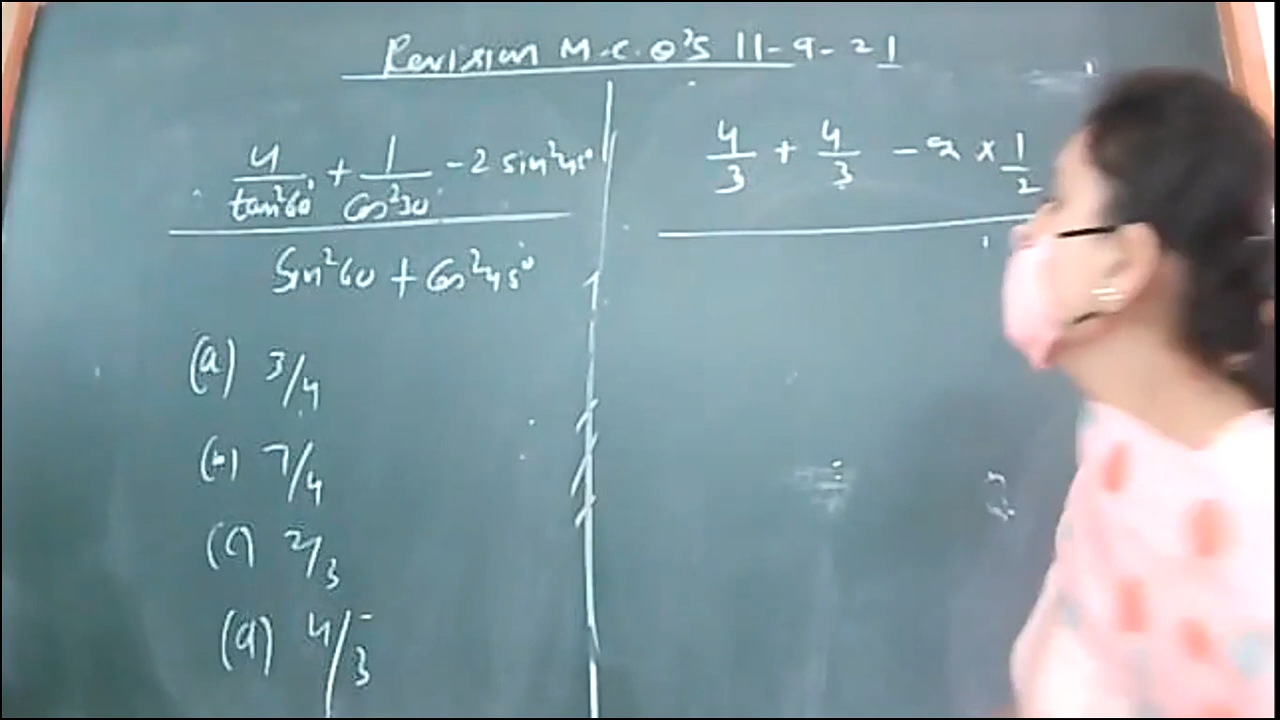 Revision M.C.Q's 11-9-21
4/tan²60° + 1/cos²30 - 2 sin²45°
sin²60 + cos²45°
(a) 3/4
(b) 7/4
(c) 2/3
(d) 4/3
4/3 + 4/3 - 2 × 1/2